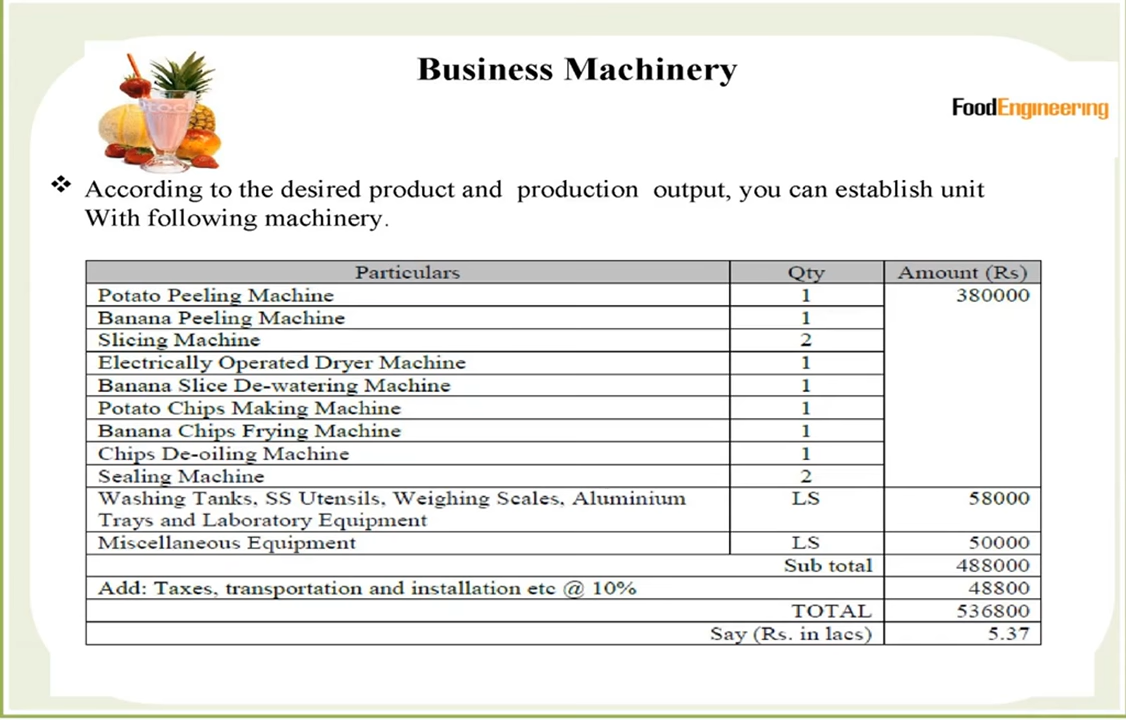 Business Machinery
FoodEngineering
❖ According to the desired product and production output, you can establish unit
With following machinery.
Particulars Qty Amount (Rs)
Potato Peeling Machine 1 380000
Banana Peeling Machine 1
Slicing Machine 2
Electrically Operated Dryer Machine 1
Banana Slice De-watering Machine 1
Potato Chips Making Machine 1
Banana Chips Frying Machine 1
Chips De-oiling Machine 1
Sealing Machine 2
Washing Tanks, SS Utensils, Weighing Scales, Aluminium LS 58000
Trays and Laboratory Equipment
Miscellaneous Equipment LS 50000
Sub total 488000
Add: Taxes, transportation and installation etc @ 10% 48800
TOTAL 536800
Say (Rs. in lacs) 5.37